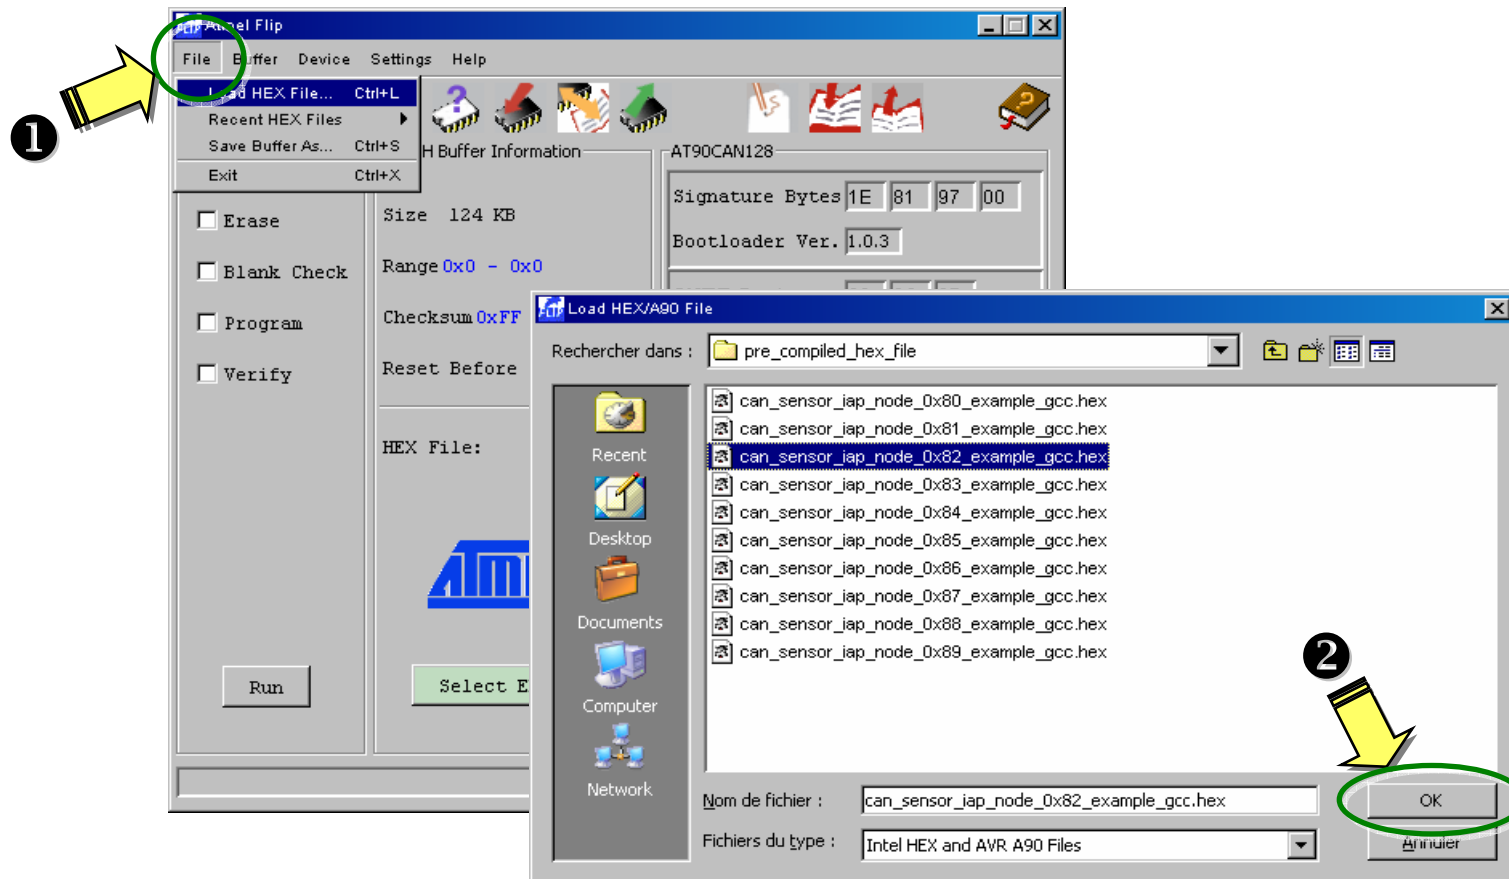 Atmel Flip
File Buffer Device Settings Help
1
Load HEX File... Ctrl+L
Recent HEX Files
Save Buffer As... Ctrl+S
Exit Ctrl+X
H Buffer Information
AT90CAN128
Signature Bytes 1E 81 97 00
Bootloader Ver. 1.0.3
Size 124 KB
Range 0x0 - 0x0
Checksum 0xFF
Reset Before
HEX File:
Erase
Blank Check
Program
Verify
Run
Select E
Load HEX/A90 File
Rechercher dans : pre_compiled_hex_file
Recent
Desktop
Documents
Computer
Network
can_sensor_iap_node_0x80_example_gcc.hex
can_sensor_iap_node_0x81_example_gcc.hex
can_sensor_iap_node_0x82_example_gcc.hex
can_sensor_iap_node_0x83_example_gcc.hex
can_sensor_iap_node_0x84_example_gcc.hex
can_sensor_iap_node_0x85_example_gcc.hex
can_sensor_iap_node_0x86_example_gcc.hex
can_sensor_iap_node_0x87_example_gcc.hex
can_sensor_iap_node_0x88_example_gcc.hex
can_sensor_iap_node_0x89_example_gcc.hex
2
Nom de fichier : can_sensor_iap_node_0x82_example_gcc.hex
OK
Fichiers du type : Intel HEX and AVR A90 Files
Annuler